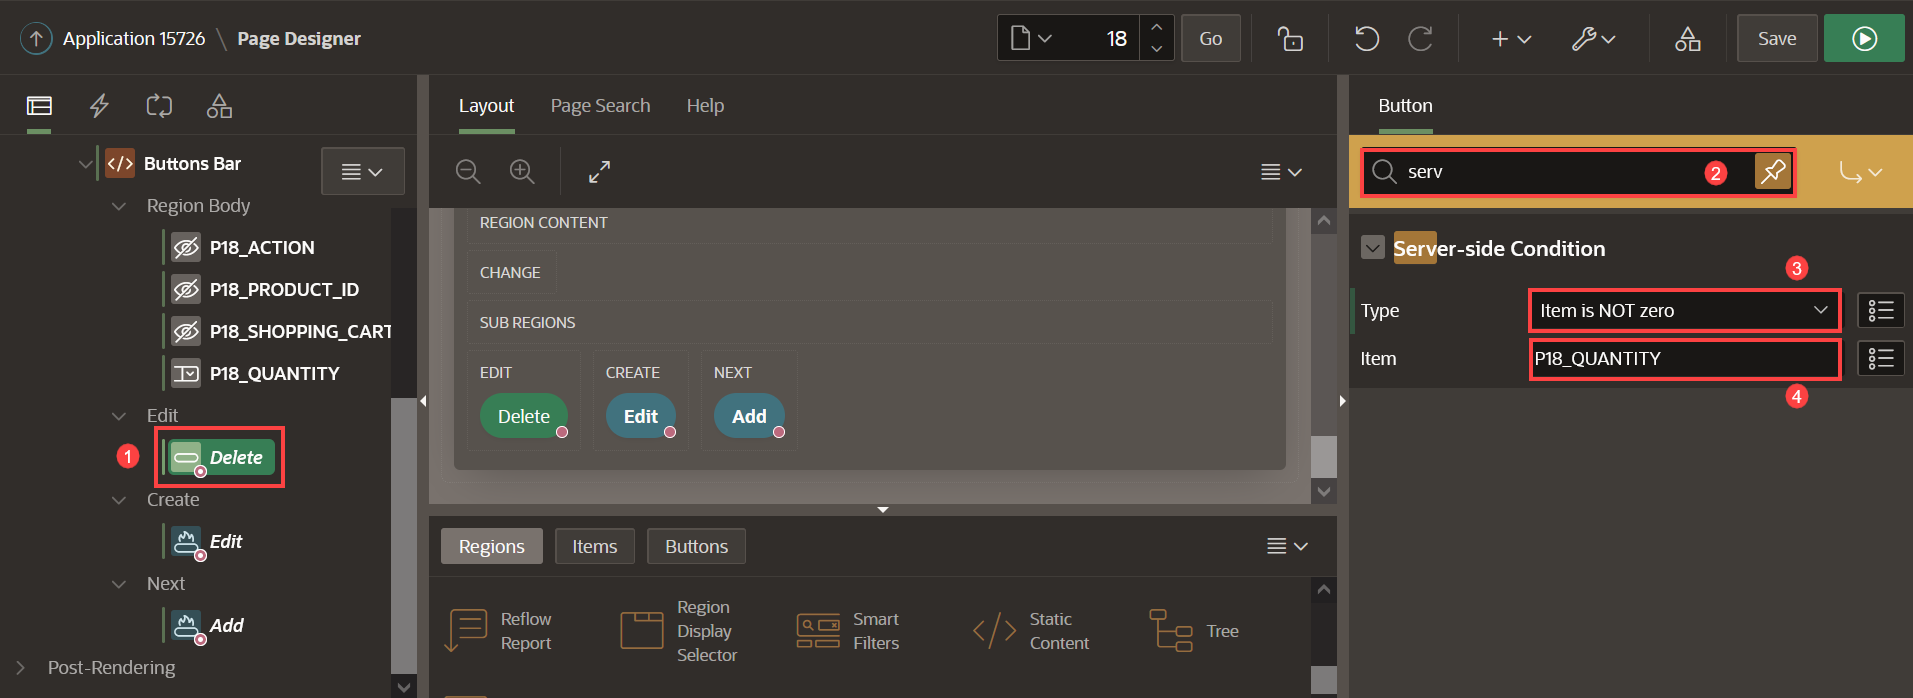 Application 15726 \ Page Designer
18
Go
Save
Buttons Bar
Region Body
P18_ACTION
P18_PRODUCT_ID
P18_SHOPPING_CART
P18_QUANTITY
Edit
1
Delete
Create
Edit
Next
Add
Post-Rendering
Layout
Page Search
Help
REGION CONTENT
CHANGE
SUB REGIONS
EDIT
CREATE
NEXT
Delete
Edit
Add
Regions
Items
Buttons
Reflow
Report
Region
Display
Selector
Smart
Filters
Static
Content
Tree
Button
serv
2
Server-side Condition
3
Type
Item is NOT zero
Item
P18_QUANTITY
4